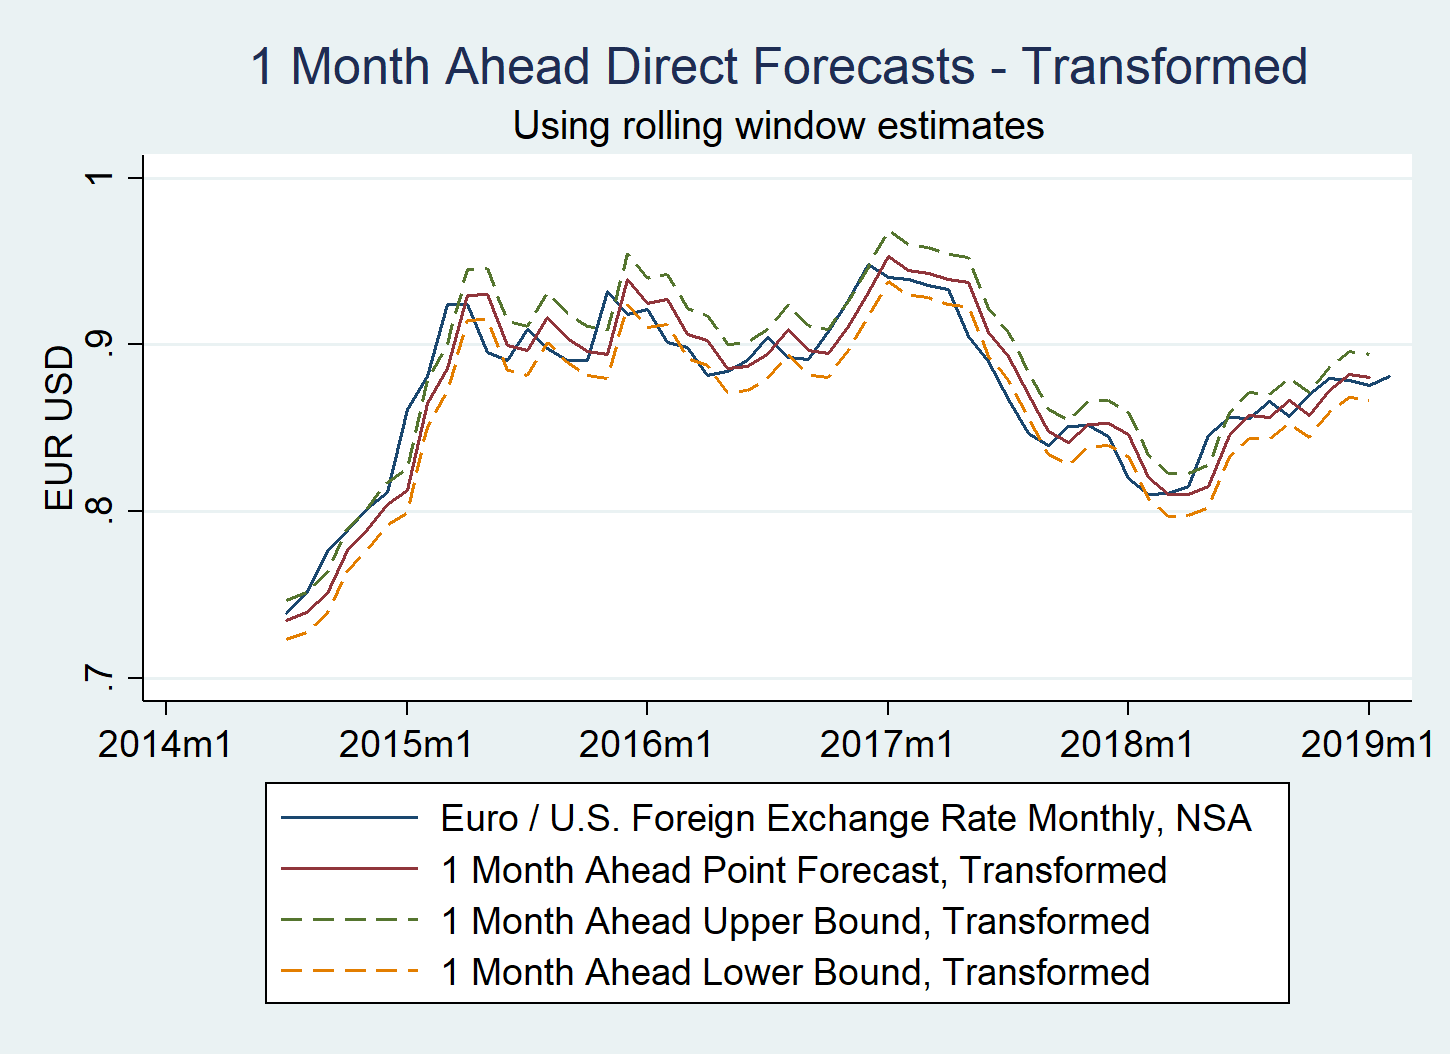 1 Month Ahead Direct Forecasts - Transformed
Using rolling window estimates
EUR USD
1
.9
.8
.7
2014m1 2015m1 2016m1 2017m1 2018m1 2019m1
Euro / U.S. Foreign Exchange Rate Monthly, NSA
1 Month Ahead Point Forecast, Transformed
1 Month Ahead Upper Bound, Transformed
1 Month Ahead Lower Bound, Transformed